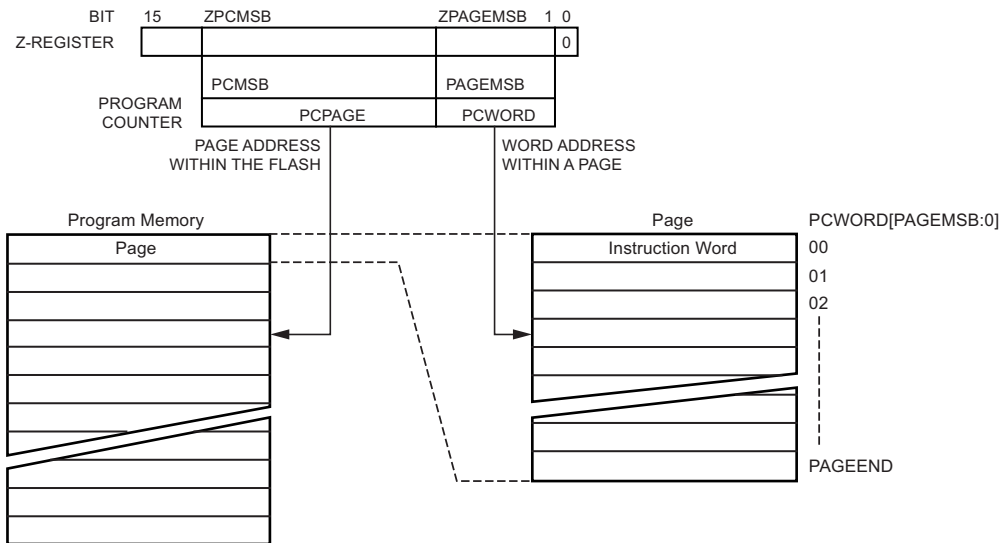 BIT 15 ZPCMSB ZPAGEMSB 1 0
Z-REGISTER 0
PCMSB PAGEMSB
PROGRAM
COUNTER
PCPAGE PCWORD
PAGE ADDRESS
WITHIN THE FLASH
WORD ADDRESS
WITHIN A PAGE
Program Memory
Page
Page
Instruction Word
PCWORD[PAGEMSB:0]
00
01
02
PAGEEND